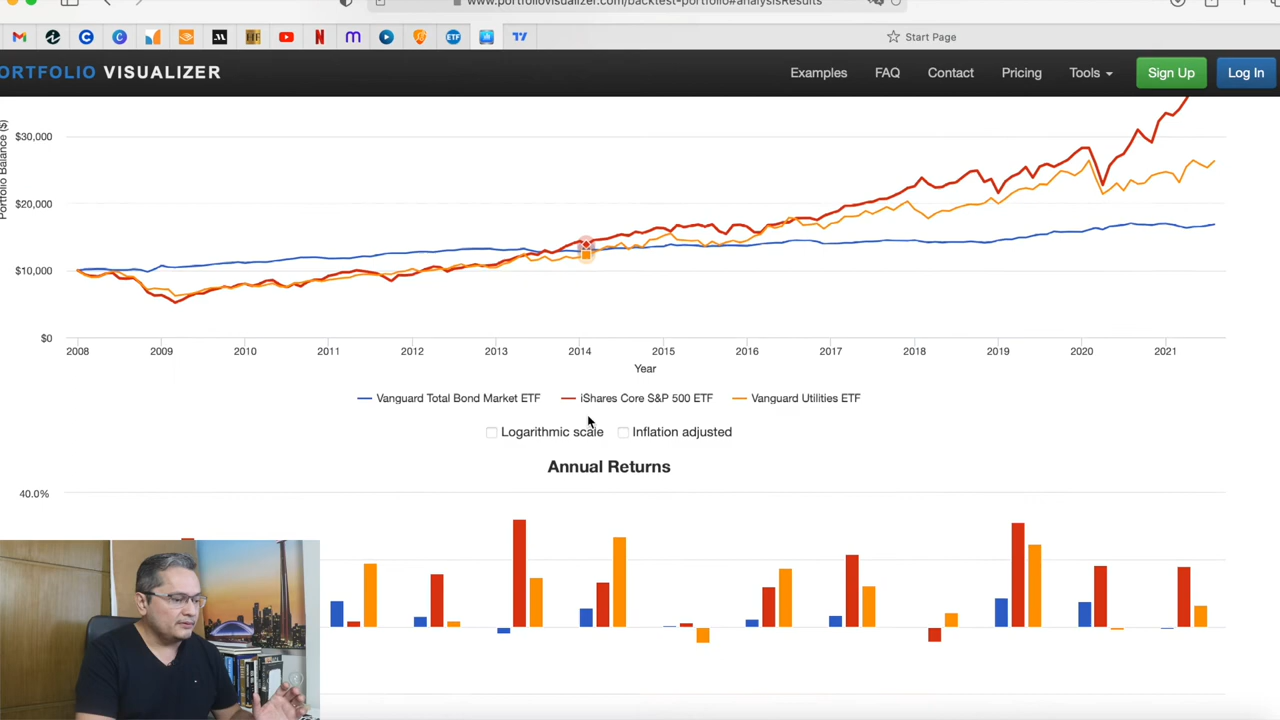 www.portfoliovisualizer.com/backtest-portfolio#analysisResults
ETF
Start Page
ORTFOLIO VISUALIZER
Examples FAQ Contact Pricing Tools Sign Up Log In
Portfolio Balance ($)
$30,000
$20,000
$10,000
$0
2008 2009 2010 2011 2012 2013 2014 2015 2016 2017 2018 2019 2020 2021
Year
Vanguard Total Bond Market ETF iShares Core S&P 500 ETF Vanguard Utilities ETF
Logarithmic scale Inflation adjusted
Annual Returns
40.0%